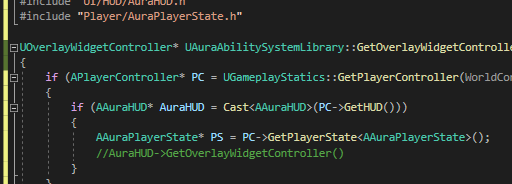 #include "UI/HUD/AuraHUD.h"
#include "Player/AuraPlayerState.h"
UOverlayWidgetController* UAuraAbilitySystemLibrary::GetOverlayWidgetControlle
{
if (APlayerController* PC = UGameplayStatics::GetPlayerController(WorldCon
{
if (AAuraHUD* AuraHUD = Cast<AAuraHUD>(PC->GetHUD()))
{
AAuraPlayerState* PS = PC->GetPlayerState<AAuraPlayerState>();
//AuraHUD->GetOverlayWidgetController()
}
}